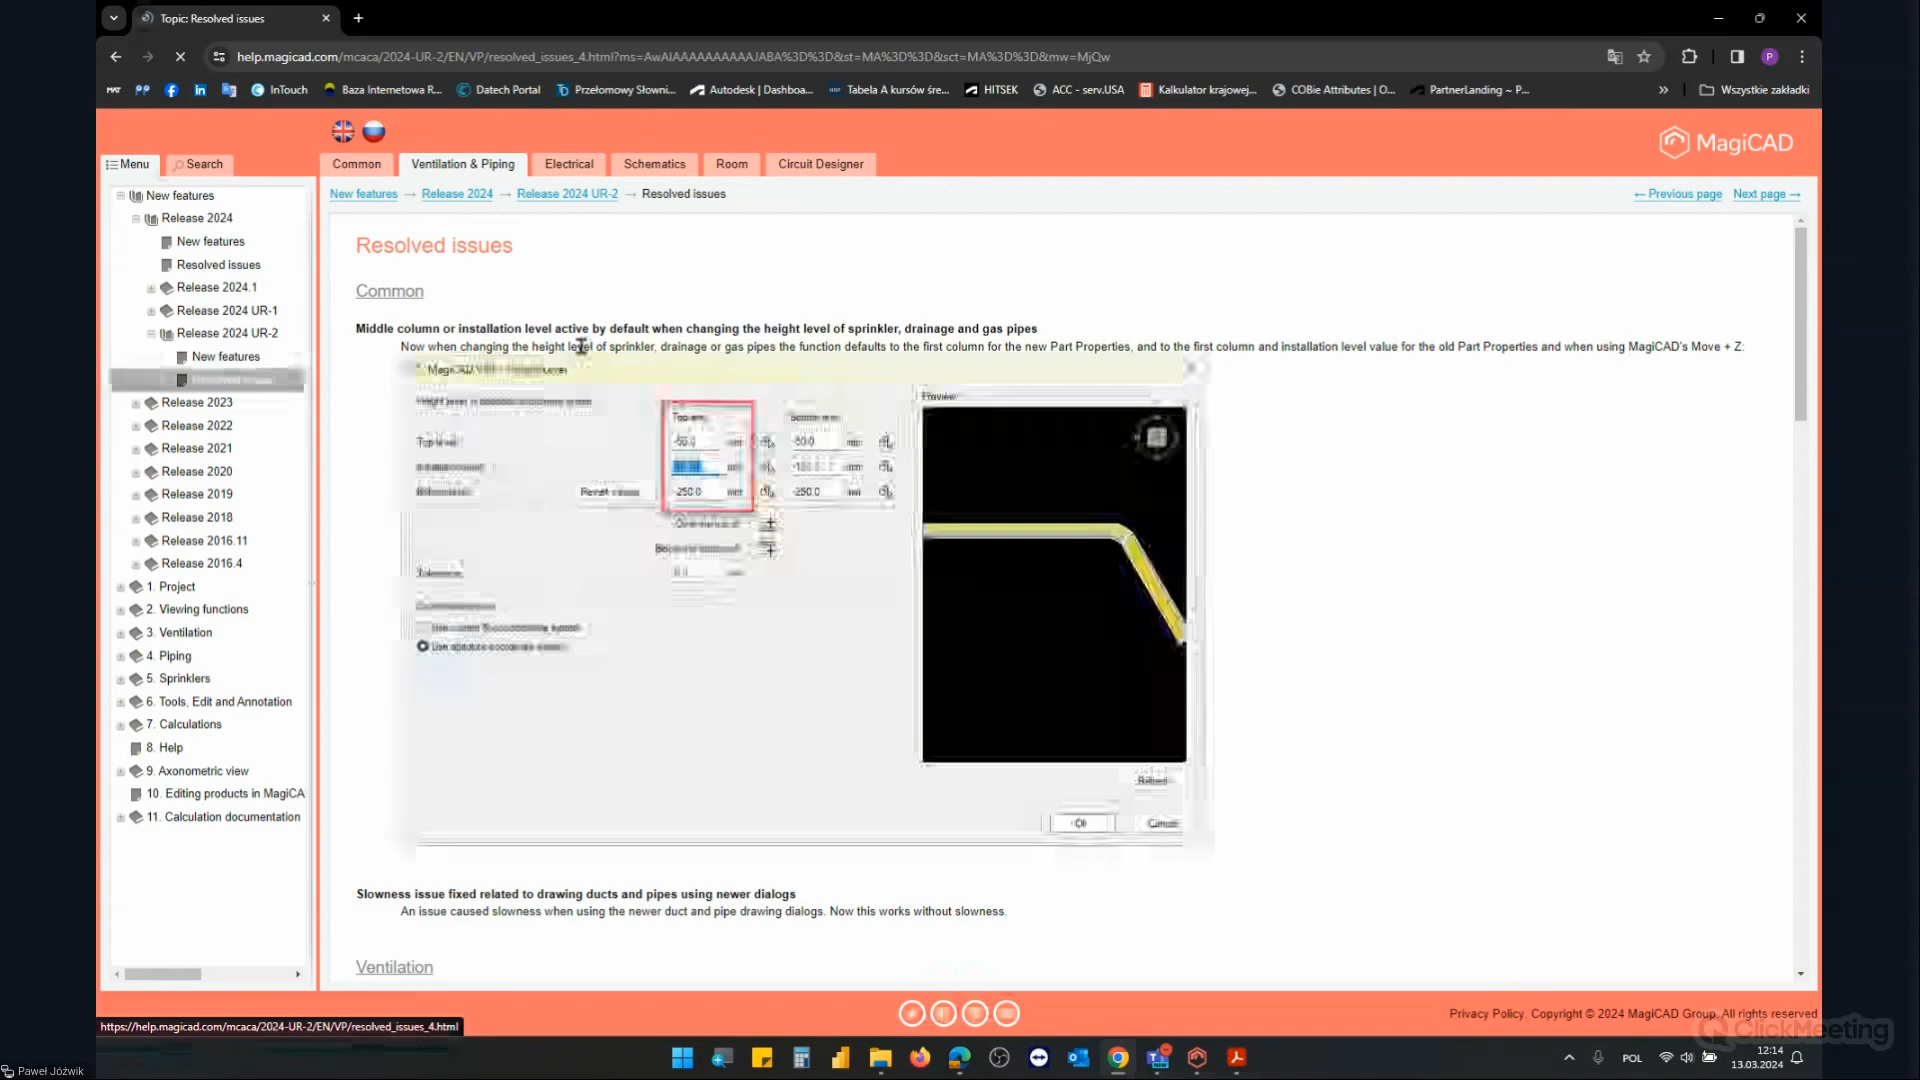 Topic: Resolved issues
help.magicad.com/mcaca/2024-UR-2/EN/VP/resolved_issues_4.html?ms=AwAIAAAAAAAAAAJABA%3D%3D&st=MA%3D%3D&sct=MA%3D%3D&mw=MjQw
InTouch
Baza Internetowa R...
Datech Portal
Przełomowy Słowni...
Autodesk | Dashboa...
Tabela A kursów śre...
HITSEK
ACC - serv.USA
Kalkulator krajowej...
COBie Attributes | O...
PartnerLanding ~ P...
Wszystkie zakładki
MagiCAD
Menu
Search
Common
Ventilation & Piping
Electrical
Schematics
Room
Circuit Designer
New features → Release 2024 → Release 2024 UR-2 → Resolved issues
← Previous page
Next page →
New features
Release 2024
New features
Resolved issues
Release 2024.1
Release 2024 UR-1
Release 2024 UR-2
New features
Resolved issues
Release 2023
Release 2022
Release 2021
Release 2020
Release 2019
Release 2018
Release 2016.11
Release 2016.4
1. Project
2. Viewing functions
3. Ventilation
4. Piping
5. Sprinklers
6. Tools, Edit and Annotation
7. Calculations
8. Help
9. Axonometric view
10. Editing products in MagiCA
11. Calculation documentation
Resolved issues
Common
Middle column or installation level active by default when changing the height level of sprinkler, drainage and gas pipes
Now when changing the height level of sprinkler, drainage or gas pipes the function defaults to the first column for the new Part Properties, and to the first column and installation level value for the old Part Properties and when using MagiCAD's Move + Z:
Preview
Top level
-50.0 mm
-50.0 mm
-250.0 mm
-250.0 mm
OK
Cancel
Slowness issue fixed related to drawing ducts and pipes using newer dialogs
An issue caused slowness when using the newer duct and pipe drawing dialogs. Now this works without slowness.
Ventilation
Privacy Policy. Copyright © 2024 MagiCAD Group. All rights reserved
https://help.magicad.com/mcaca/2024-UR-2/EN/VP/resolved_issues_4.html
ClickMeeting
POL
12:14
13.03.2024
Paweł Jóźwik